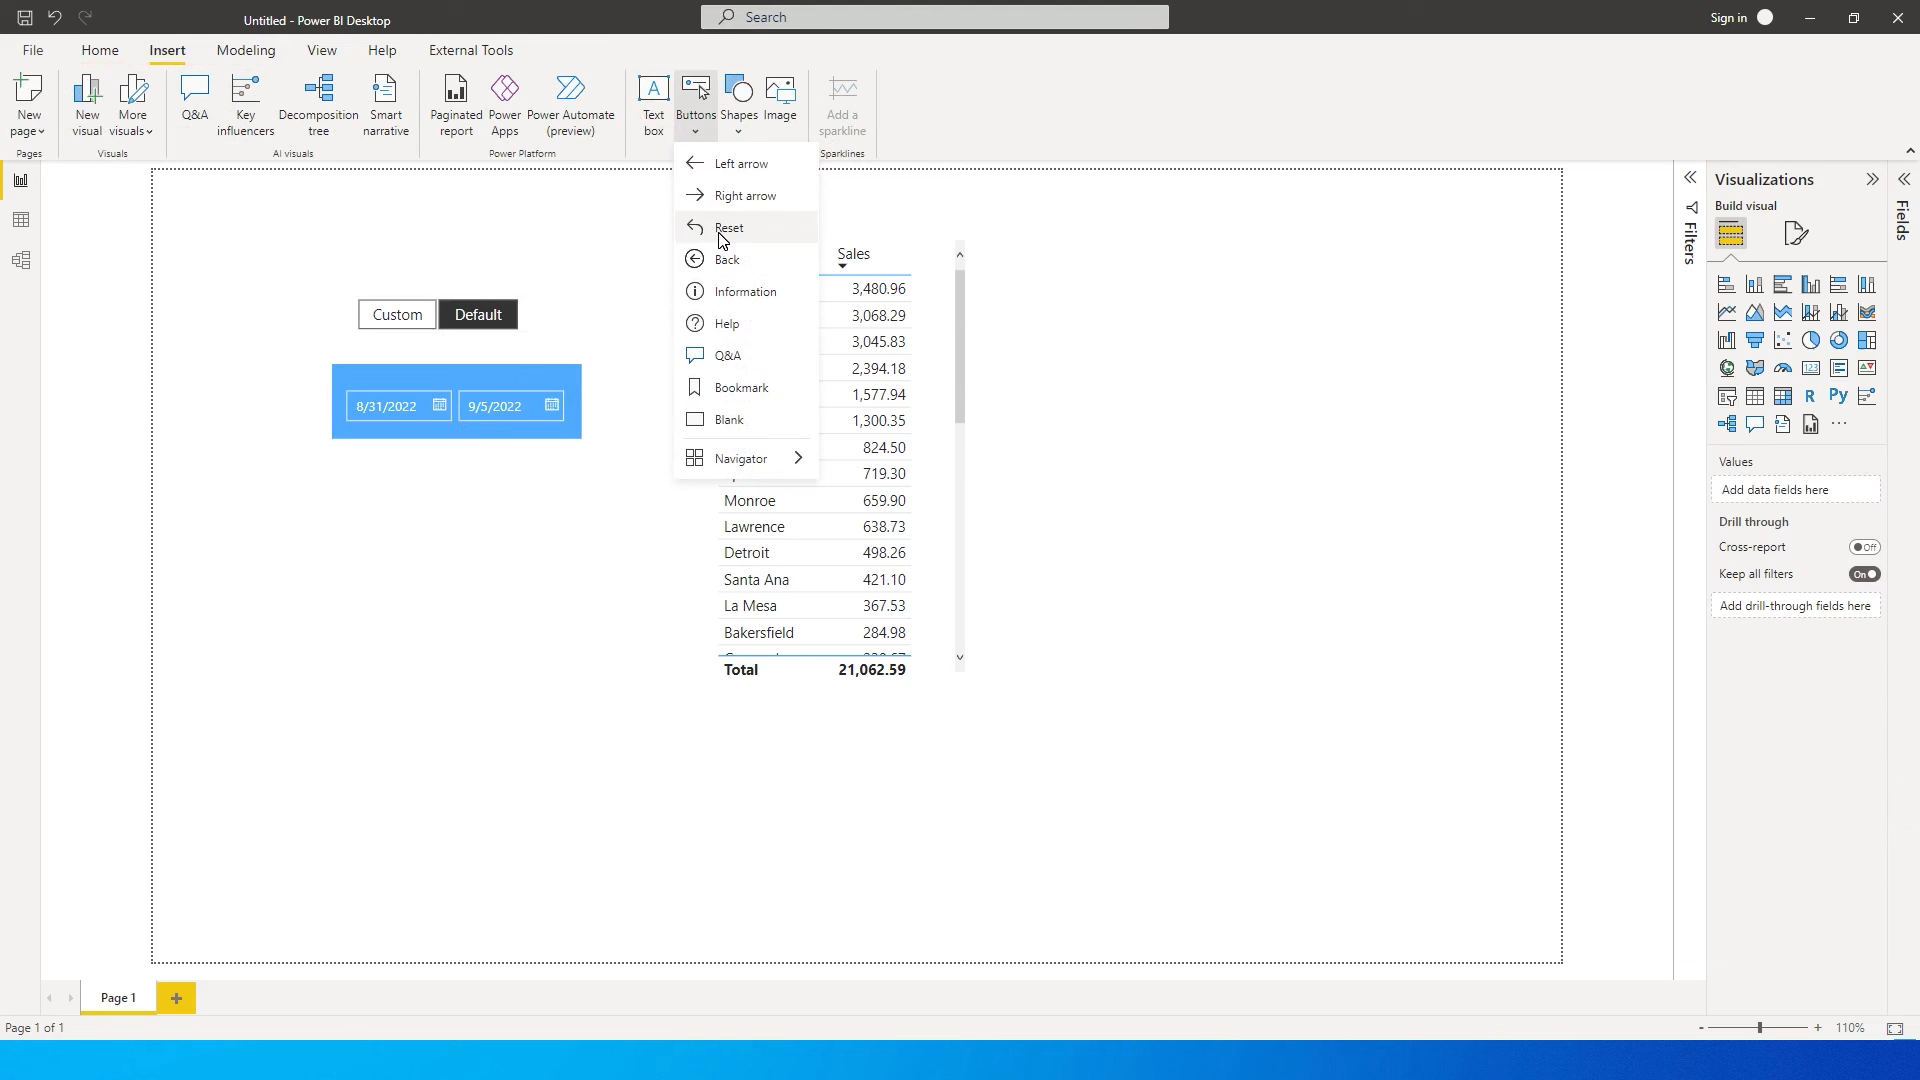 Untitled - Power BI Desktop
Search
Sign in
File
Home
Insert
Modeling
View
Help
External Tools
New page
New visual
More visuals
Q&A
Key influencers
Decomposition tree
Smart narrative
Paginated report
Power Apps
Power Automate (preview)
Text box
Buttons
Shapes
Image
Add a sparkline
Pages
Visuals
AI visuals
Power Platform
Sparklines
Left arrow
Right arrow
Reset
Back
Information
Help
Q&A
Bookmark
Blank
Navigator
Custom
Default
8/31/2022
9/5/2022
Sales
3,480.96
3,068.29
3,045.83
2,394.18
1,577.94
1,300.35
824.50
719.30
Monroe 659.90
Lawrence 638.73
Detroit 498.26
Santa Ana 421.10
La Mesa 367.53
Bakersfield 284.98
Total 21,062.59
Filters
Visualizations
Build visual
123
R
Py
Values
Add data fields here
Drill through
Cross-report
Off
Keep all filters
On
Add drill-through fields here
Fields
Page 1
Page 1 of 1
- + 110%